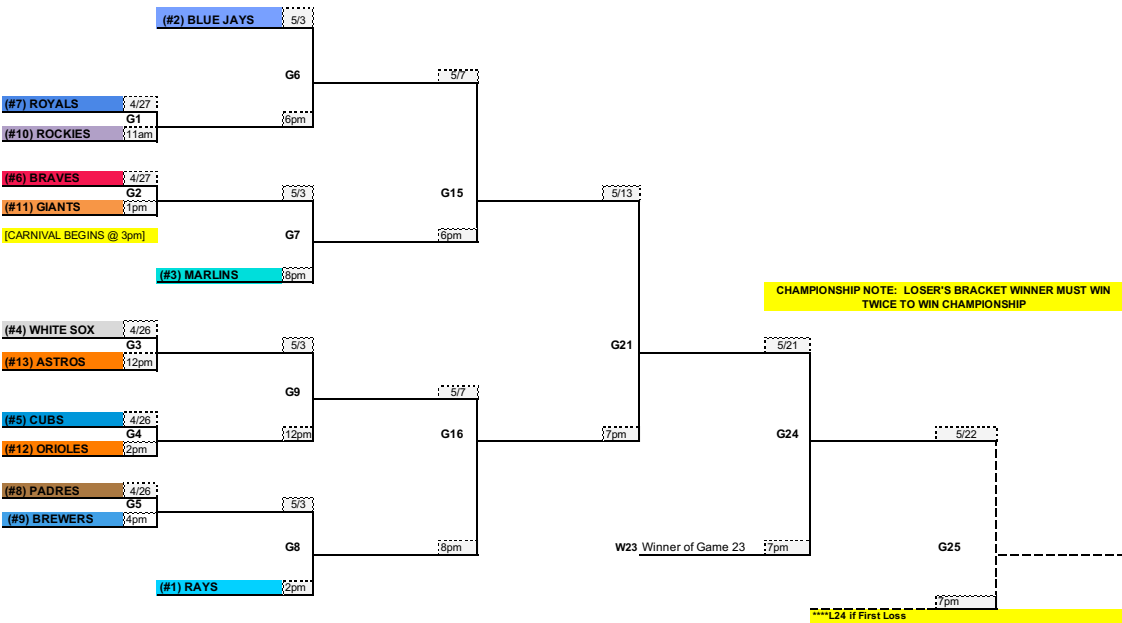 (#2) BLUE JAYS 5/3
G6
5/7
(#7) ROYALS 4/27
G1
6pm
(#10) ROCKIES 11am
(#6) BRAVES 4/27
G2
5/3
G15
5/13
(#11) GIANTS 1pm
[CARNIVAL BEGINS @ 3pm]
G7
6pm
(#3) MARLINS 8pm
CHAMPIONSHIP NOTE: LOSER'S BRACKET WINNER MUST WIN
TWICE TO WIN CHAMPIONSHIP
(#4) WHITE SOX 4/26
G3
5/3
G21
5/21
(#13) ASTROS 12pm
G9
5/7
(#5) CUBS 4/26
G4
12pm
G16
7pm
G24
5/22
(#12) ORIOLES 2pm
(#8) PADRES 4/26
G5
5/3
(#9) BREWERS 4pm
G8
8pm
W23 Winner of Game 23 7pm
G25
(#1) RAYS 2pm
7pm
****L24 if First Loss